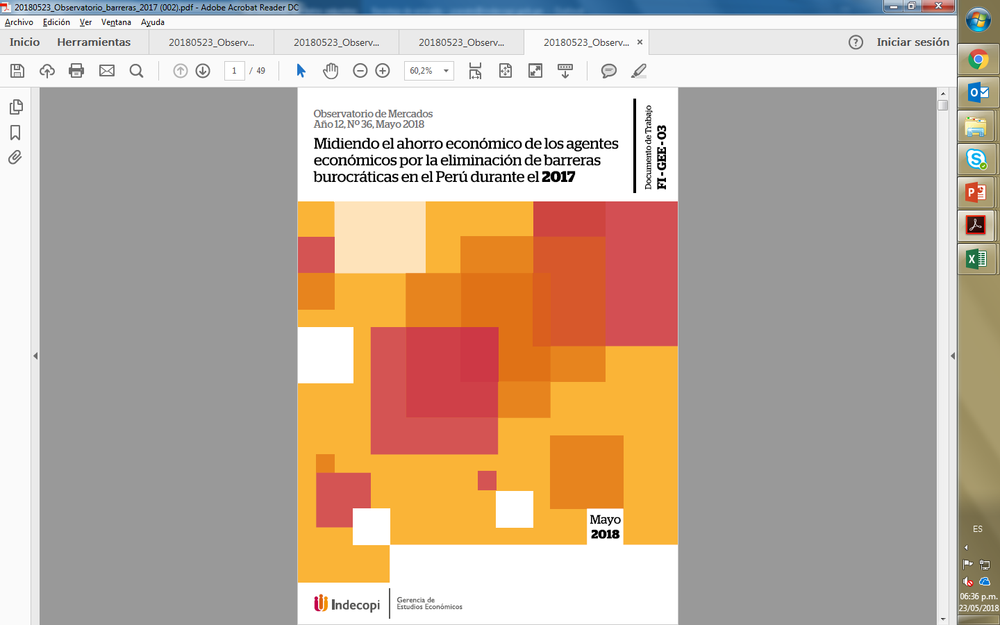 20180523_Observatorio_barreras_2017 (002).pdf - Adobe Acrobat Reader DC
Archivo Edición Ver Ventana Ayuda
Inicio Herramientas 20180523_Observ... 20180523_Observ... 20180523_Observ... 20180523_Observ... × ? Iniciar sesión
1 / 49 60,2%
Observatorio de Mercados
Año 12, Nº 36, Mayo 2018
Midiendo el ahorro económico de los agentes
económicos por la eliminación de barreras
burocráticas en el Perú durante el 2017
Documento de Trabajo
FI-GEE-03
Mayo
2018
Indecopi
Gerencia de
Estudios Económicos
ES
06:36 p.m.
23/05/2018